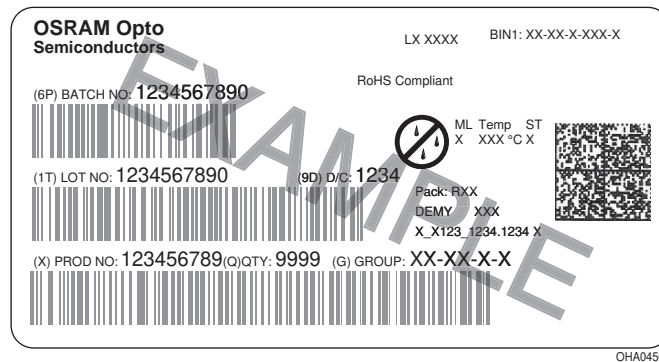 OSRAM Opto
Semiconductors
LX XXXX
BIN1: XX-XX-X-XXX-X
RoHS Compliant
(6P) BATCH NO: 1234567890
ML Temp ST
X XXX °C X
(1T) LOT NO: 1234567890
(9D) D/C: 1234
Pack: RXX
DEMY XXX
X_X123_1234.1234 X
(X) PROD NO: 123456789(Q)QTY: 9999 (G) GROUP: XX-XX-X-X
EXAMPLE
OHA045